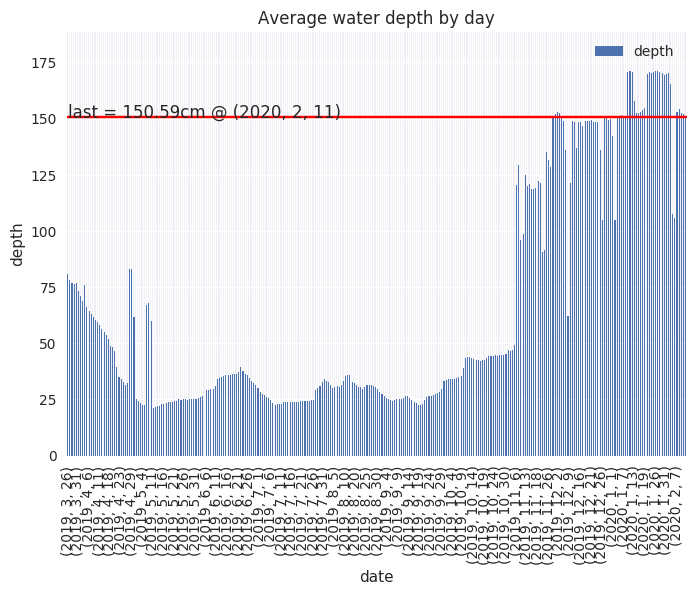 Average water depth by day
depth
last = 150.59cm @ (2020, 2, 11)
175
150
125
100
75
50
25
0
depth
(2019, 3, 26)
(2019, 3, 31)
(2019, 4, 6)
(2019, 4, 11)
(2019, 4, 18)
(2019, 4, 23)
(2019, 4, 29)
(2019, 5, 4)
(2019, 5, 11)
(2019, 5, 16)
(2019, 5, 21)
(2019, 5, 26)
(2019, 5, 31)
(2019, 6, 6)
(2019, 6, 11)
(2019, 6, 16)
(2019, 6, 21)
(2019, 6, 26)
(2019, 7, 1)
(2019, 7, 6)
(2019, 7, 11)
(2019, 7, 16)
(2019, 7, 21)
(2019, 7, 26)
(2019, 7, 31)
(2019, 8, 5)
(2019, 8, 10)
(2019, 8, 20)
(2019, 8, 25)
(2019, 8, 30)
(2019, 9, 4)
(2019, 9, 9)
(2019, 9, 14)
(2019, 9, 19)
(2019, 9, 24)
(2019, 9, 29)
(2019, 10, 4)
(2019, 10, 9)
(2019, 10, 14)
(2019, 10, 19)
(2019, 10, 24)
(2019, 10, 30)
(2019, 11, 6)
(2019, 11, 13)
(2019, 11, 18)
(2019, 11, 26)
(2019, 12, 2)
(2019, 12, 9)
(2019, 12, 16)
(2019, 12, 21)
(2019, 12, 26)
(2020, 1, 1)
(2020, 1, 7)
(2020, 1, 13)
(2020, 1, 19)
(2020, 1, 26)
(2020, 1, 31)
(2020, 2, 7)
date